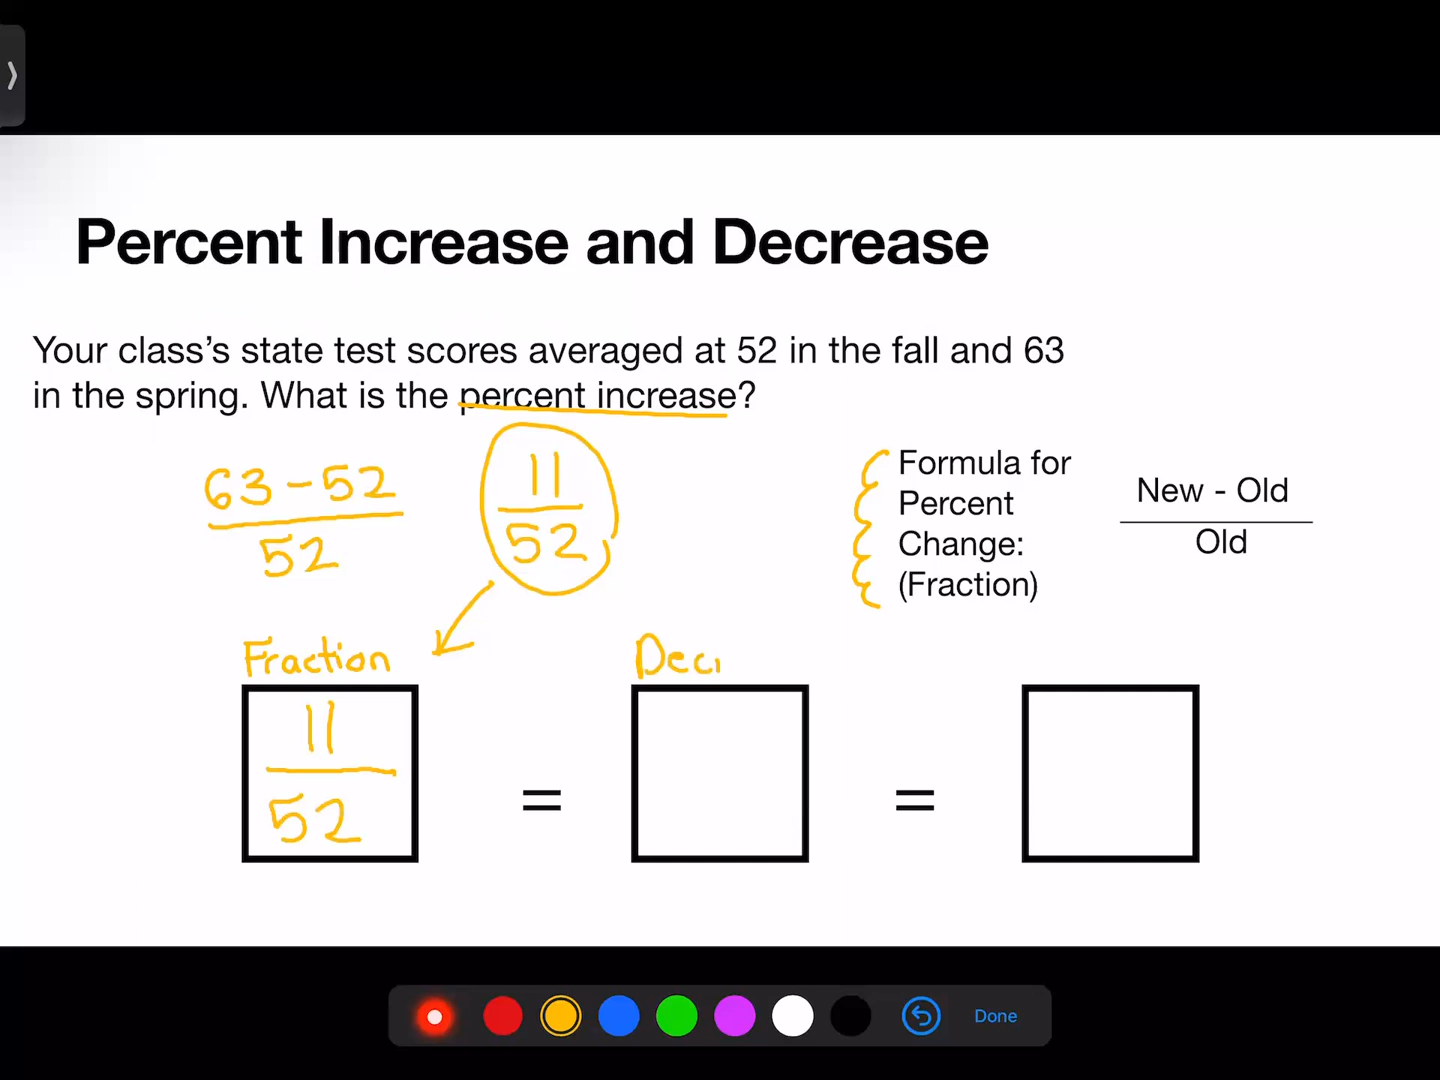 Percent Increase and Decrease
Your class's state test scores averaged at 52 in the fall and 63
in the spring. What is the percent increase?
63 - 52
52
11
52
Formula for
Percent
Change:
(Fraction)
New - Old
Old
Fraction
Deci
11
52
=
=
Done